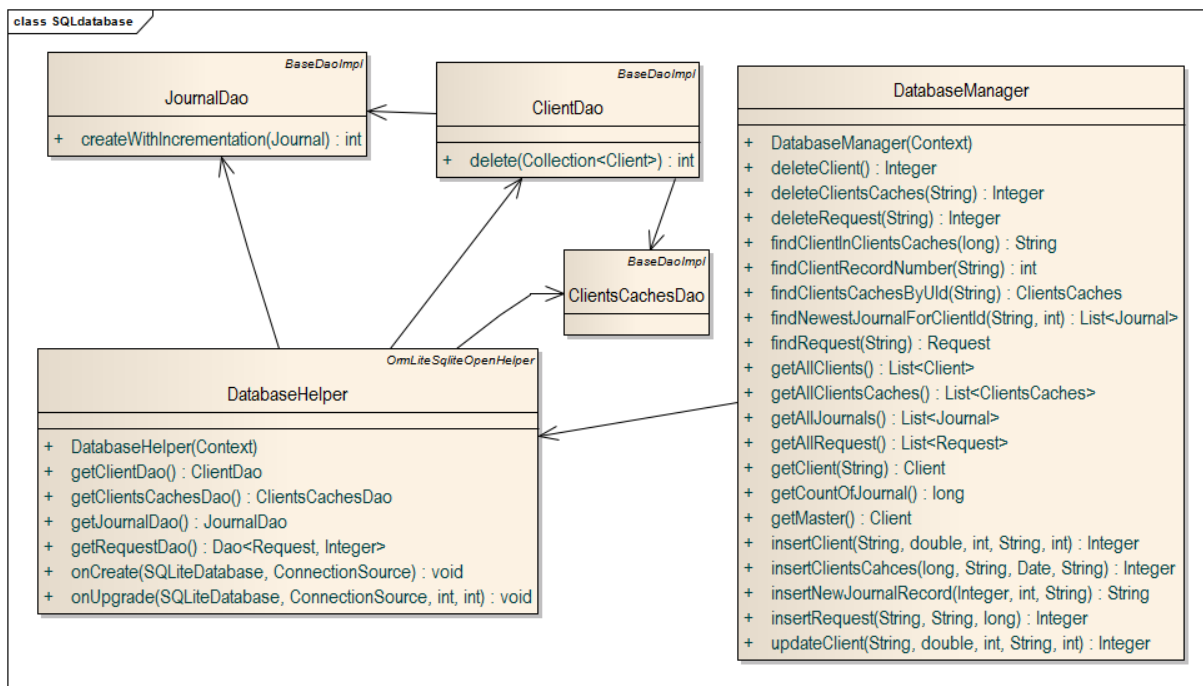 class SQLdatabase
BaseDaoImpl
JournalDao
+ createWithIncrementation(Journal) : int
BaseDaoImpl
ClientDao
+ delete(Collection<Client>) : int
BaseDaoImpl
ClientsCachesDao
OrmLiteSqliteOpenHelper
DatabaseHelper
+ DatabaseHelper(Context)
+ getClientDao() : ClientDao
+ getClientsCachesDao() : ClientsCachesDao
+ getJournalDao() : JournalDao
+ getRequestDao() : Dao<Request, Integer>
+ onCreate(SQLiteDatabase, ConnectionSource) : void
+ onUpgrade(SQLiteDatabase, ConnectionSource, int, int) : void
DatabaseManager
+ DatabaseManager(Context)
+ deleteClient() : Integer
+ deleteClientsCaches(String) : Integer
+ deleteRequest(String) : Integer
+ findClientInClientsCaches(long) : String
+ findClientRecordNumber(String) : int
+ findClientsCachesByUId(String) : ClientsCaches
+ findNewestJournalForClientId(String, int) : List<Journal>
+ findRequest(String) : Request
+ getAllClients() : List<Client>
+ getAllClientsCaches() : List<ClientsCaches>
+ getAllJournals() : List<Journal>
+ getAllRequest() : List<Request>
+ getClient(String) : Client
+ getCountOfJournal() : long
+ getMaster() : Client
+ insertClient(String, double, int, String, int) : Integer
+ insertClientsCahces(long, String, Date, String) : Integer
+ insertNewJournalRecord(Integer, int, String) : String
+ insertRequest(String, String, long) : Integer
+ updateClient(String, double, int, String, int) : Integer